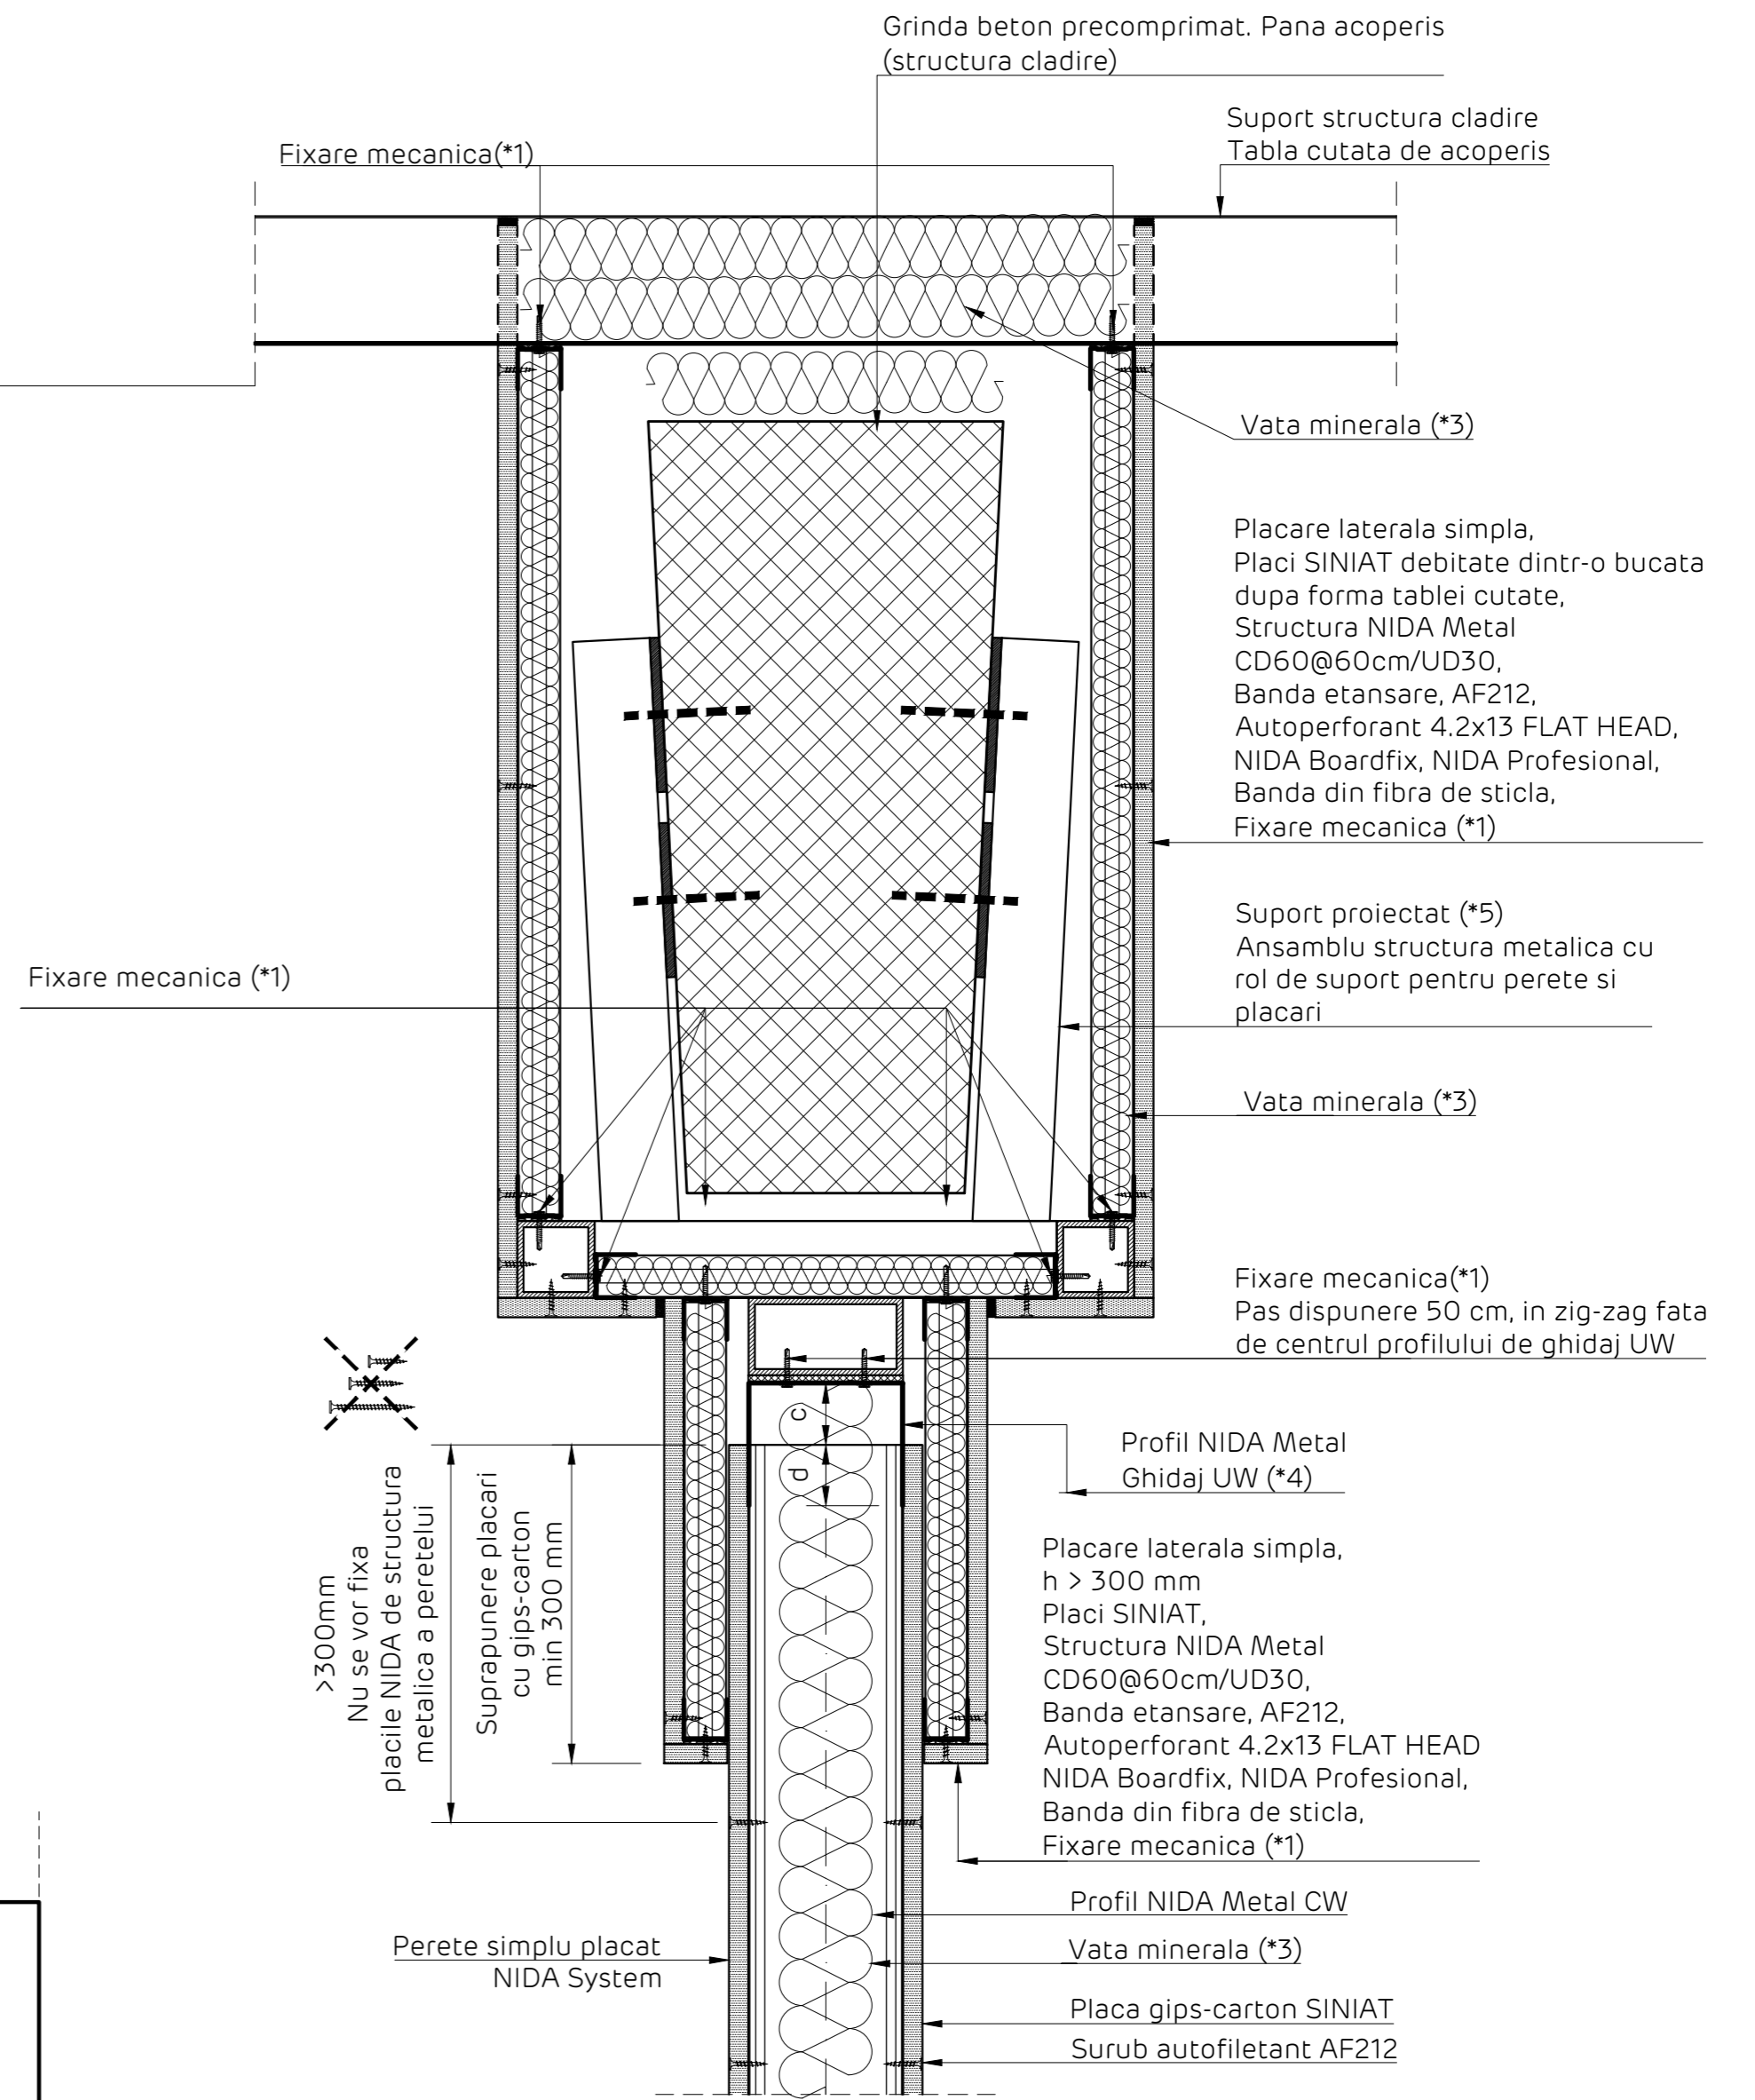 Grinda beton precomprimat. Pana acoperis
(structura cladire)
Suport structura cladire
Tabla cutata de acoperis
Fixare mecanica(*1)
Vata minerala (*3)
Placare laterala simpla,
Placi SINIAT debitate dintr-o bucata
dupa forma tablei cutate,
Structura NIDA Metal
CD60@60cm/UD30,
Banda etansare, AF212,
Autoperforant 4.2x13 FLAT HEAD,
NIDA Boardfix, NIDA Profesional,
Banda din fibra de sticla,
Fixare mecanica (*1)
Suport proiectat (*5)
Ansamblu structura metalica cu
rol de suport pentru perete si
placari
Fixare mecanica (*1)
Vata minerala (*3)
Fixare mecanica(*1)
Pas dispunere 50 cm, in zig-zag fata
de centrul profilului de ghidaj UW
c
d
Profil NIDA Metal
Ghidaj UW (*4)
>300mm
Nu se vor fixa
placile NIDA de structura
metalica a peretelui
Suprapunere placari
cu gips-carton
min 300 mm
Placare laterala simpla,
h > 300 mm
Placi SINIAT,
Structura NIDA Metal
CD60@60cm/UD30,
Banda etansare, AF212,
Autoperforant 4.2x13 FLAT HEAD
NIDA Boardfix, NIDA Profesional,
Banda din fibra de sticla,
Fixare mecanica (*1)
Profil NIDA Metal CW
Perete simplu placat
NIDA System
Vata minerala (*3)
Placa gips-carton SINIAT
Surub autofiletant AF212